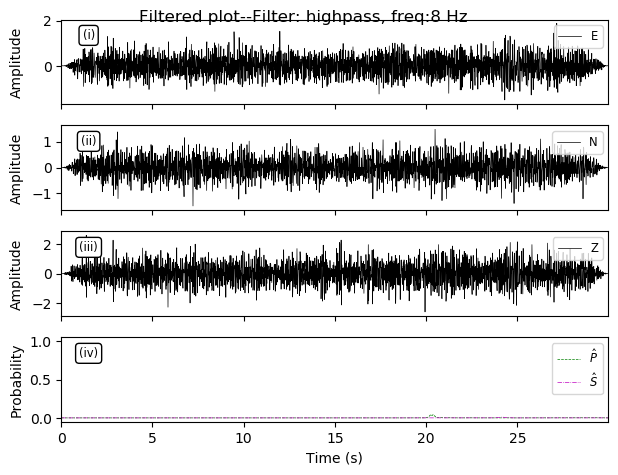 Filtered plot--Filter: highpass, freq:8 Hz
(i)
E
Amplitude
2
0
(ii)
N
Amplitude
1
0
−1
(iii)
Z
Amplitude
2
0
−2
(iv)
P̂
Ŝ
Probability
1.0
0.5
0.0
0 5 10 15 20 25
Time (s)